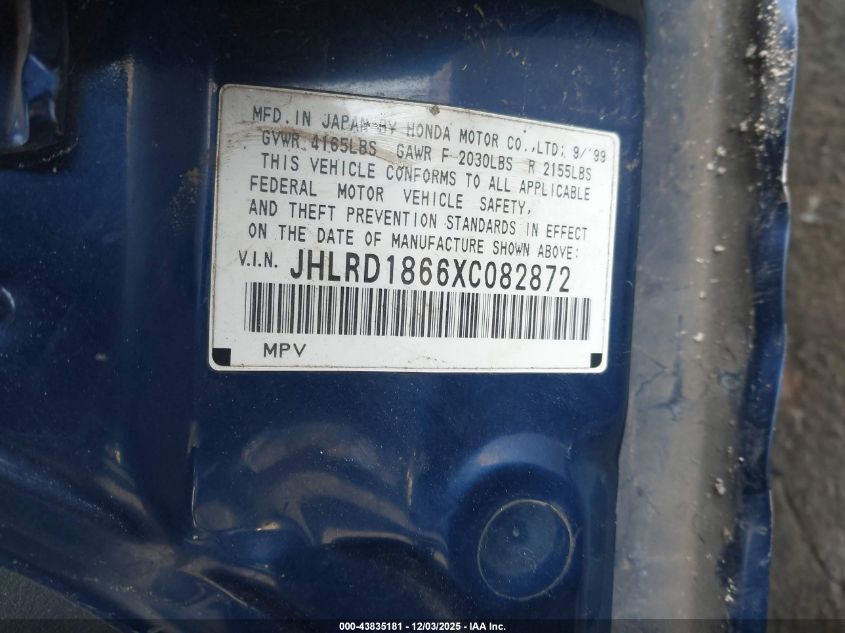 MFD. IN JAPAN BY HONDA MOTOR CO.,LTD; 9/'99
GVWR 4165LBS GAWR F 2030LBS R 2155LBS
THIS VEHICLE CONFORMS TO ALL APPLICABLE
FEDERAL MOTOR VEHICLE SAFETY,
AND THEFT PREVENTION STANDARDS IN EFFECT
ON THE DATE OF MANUFACTURE SHOWN ABOVE:
V.I.N. JHLRD1866XC082872
MPV
000-43835181 - 12/03/2025 - IAA Inc.